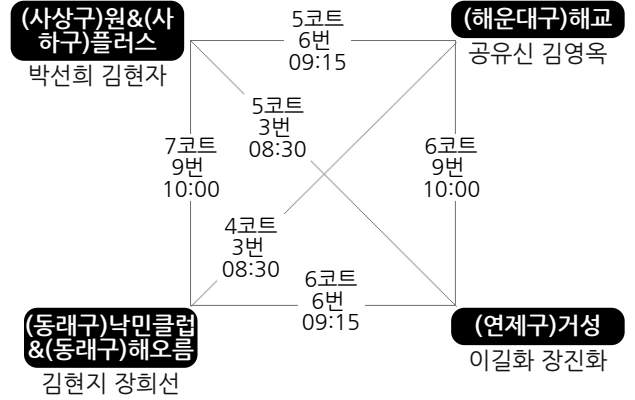 (사상구)원&(사
하구)플러스
박선희 김현자
(해운대구)해교
공유신 김영옥
5코트
6번
09:15
5코트
3번
08:30
7코트
9번
10:00
6코트
9번
10:00
4코트
3번
08:30
6코트
6번
09:15
(동래구)낙민클럽
&(동래구)해오름
김현지 장희선
(연제구)거성
이길화 장진화